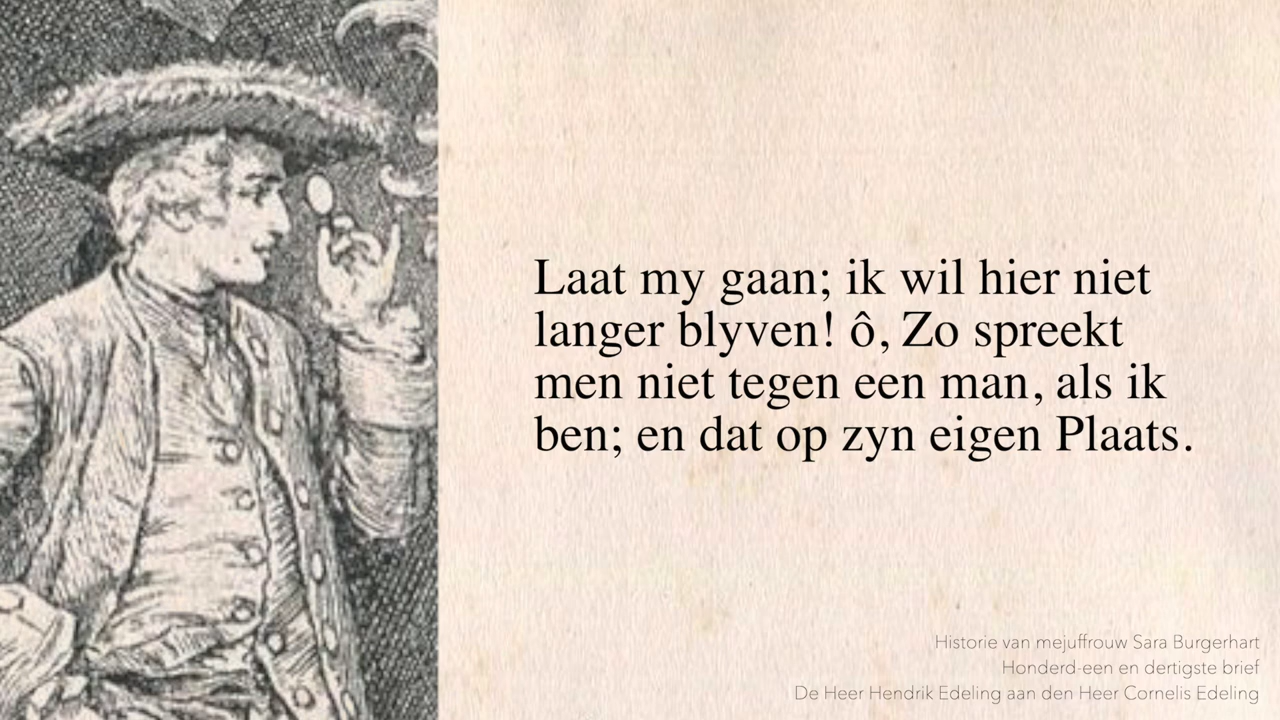 Laat my gaan; ik wil hier niet
langer blyven! ô, Zo spreekt
men niet tegen een man, als ik
ben; en dat op zyn eigen Plaats.
Historie van mejuffrouw Sara Burgerhart
Honderd-een en dertigste brief
De Heer Hendrik Edeling aan den Heer Cornelis Edeling